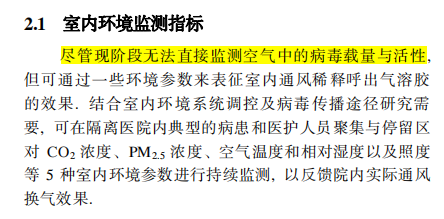 2.1 室内环境监测指标
尽管现阶段无法直接监测空气中的病毒载量与活性,
但可通过一些环境参数来表征室内通风稀释呼出气溶胶
的效果. 结合室内环境系统调控及病毒传播途径研究需
要, 可在隔离医院内典型的病患和医护人员聚集与停留区
对 CO₂ 浓度、PM₂.₅ 浓度、空气温度和相对湿度以及照度
等 5 种室内环境参数进行持续监测, 以反馈院内实际通风
换气效果.